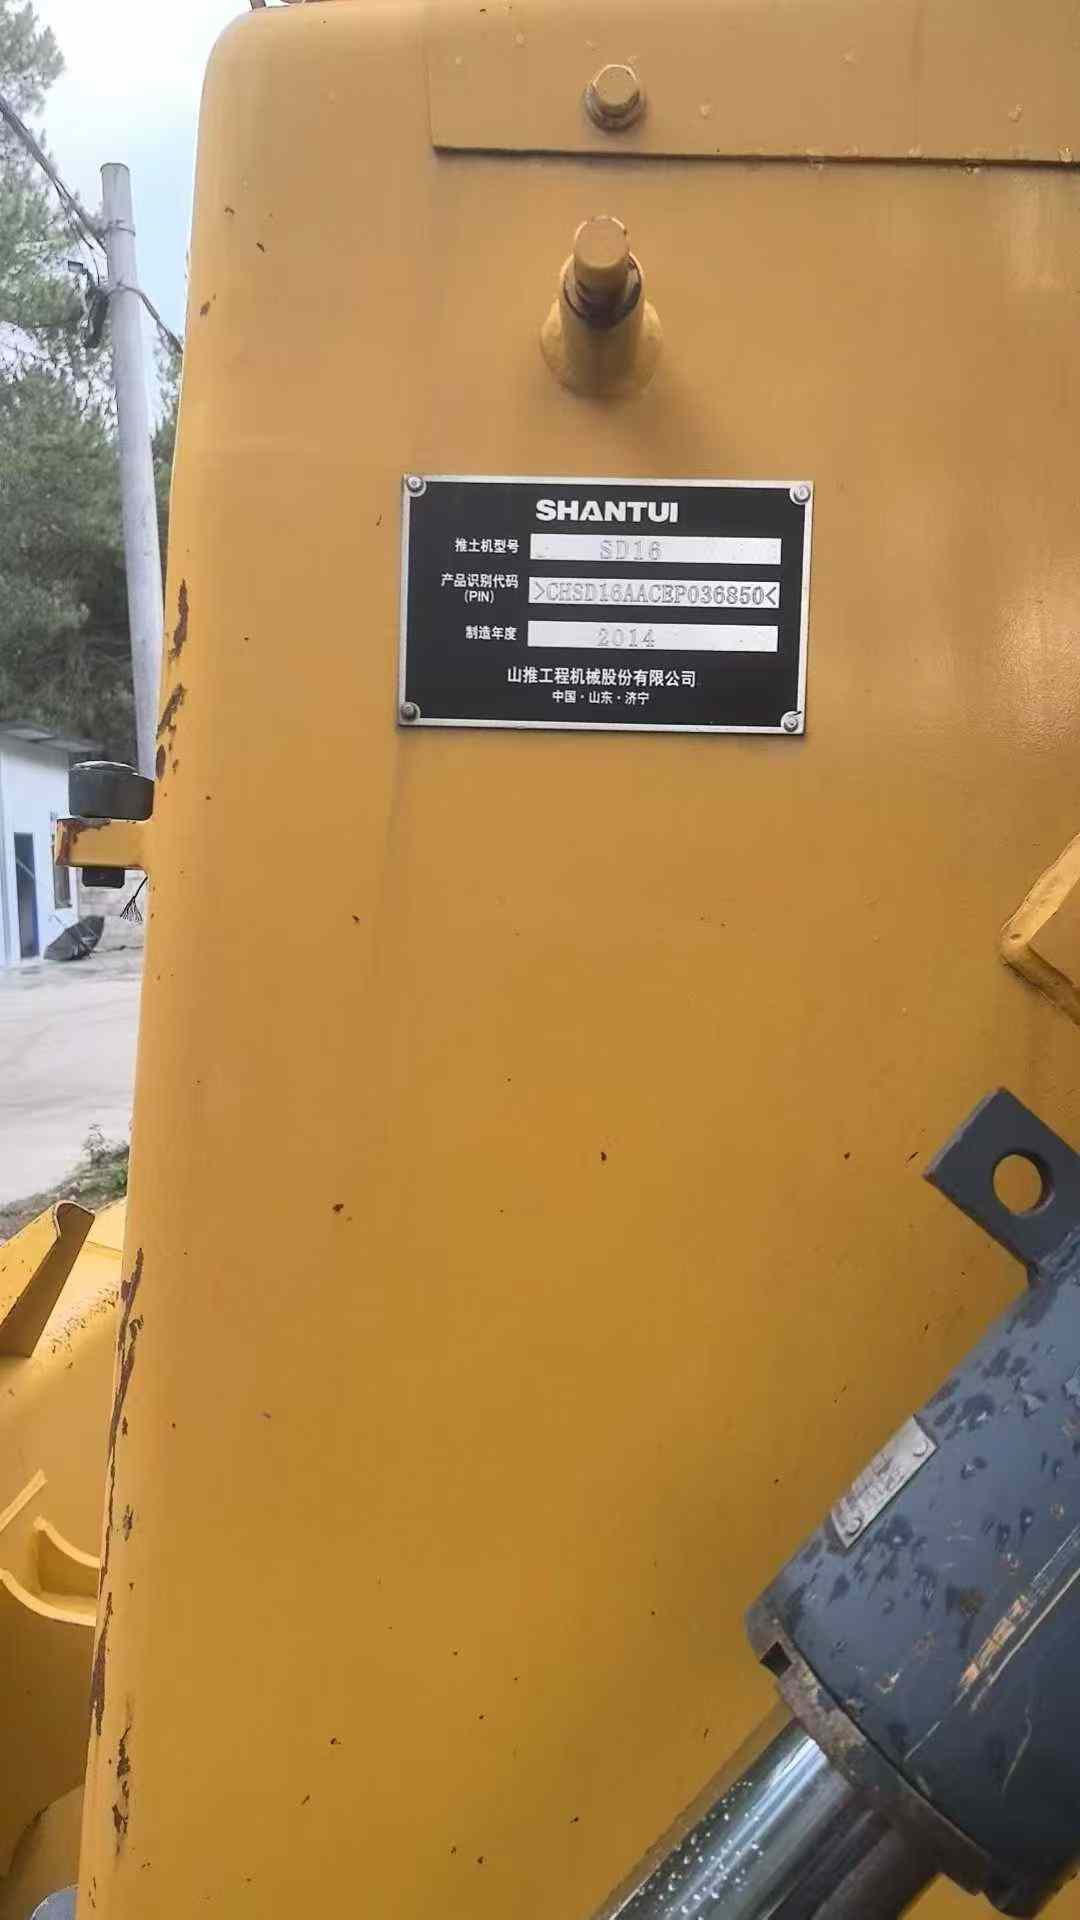 SHANTUI
推土机型号 SD16
产品识别代码 (PIN) >CHSD16AACEP036850<
制造年度 2014
山推工程机械股份有限公司
中国·山东·济宁